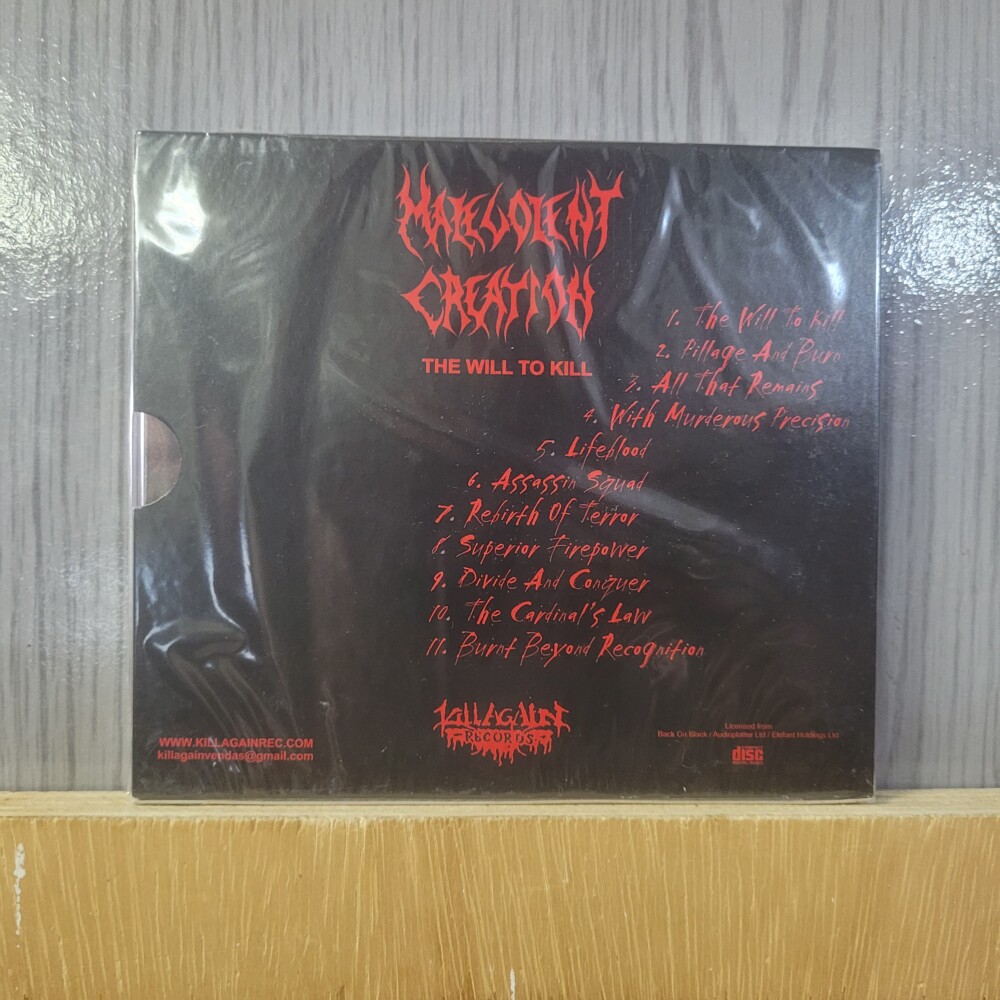 MALEVOLENT
CREATION
THE WILL TO KILL
1. The Will To Kill
2. Pillage And Burn
3. All That Remains
4. With Murderous Precision
5. Lifeblood
6. Assassin Squad
7. Rebirth Of Terror
8. Superior Firepower
9. Divide And Conquer
10. The Cardinal's Law
11. Burnt Beyond Recognition
KILLAGAIN
RECORDS
WWW.KILLAGAINREC.COM
killagainvendas@gmail.com
Licensed from
Back On Black / Audioplatter Ltd / Elefant Holdings Ltd
disc